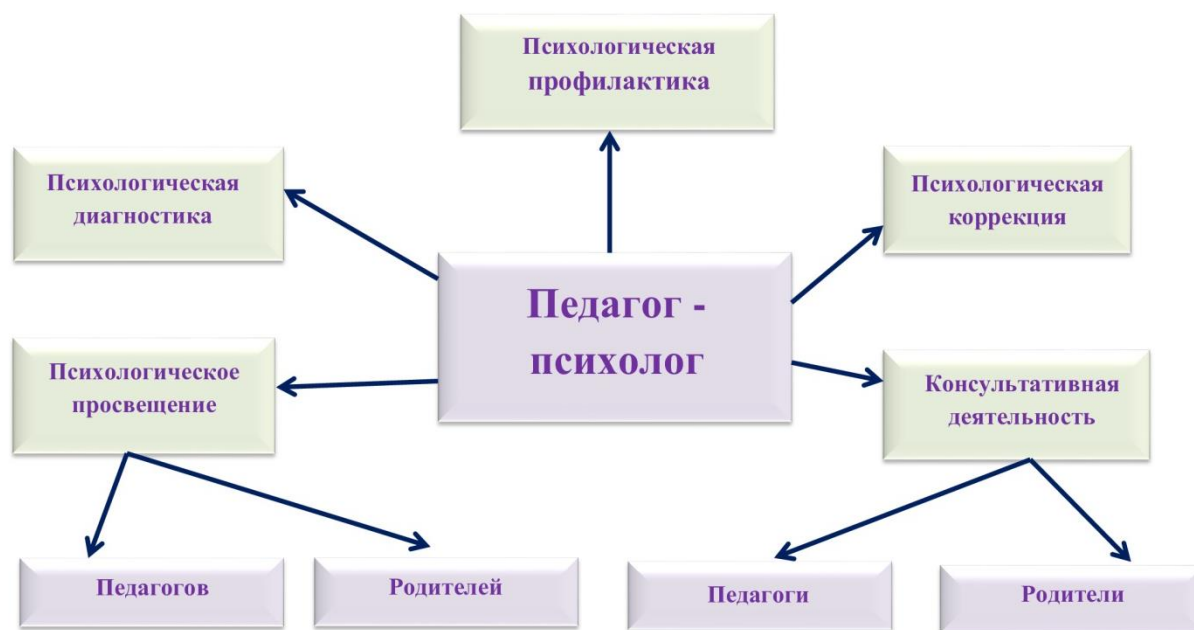 Психологическая
профилактика
Психологическая
диагностика
Психологическая
коррекция
Педагог -
психолог
Психологическое
просвещение
Консультативная
деятельность
Педагогов
Родителей
Педагоги
Родители